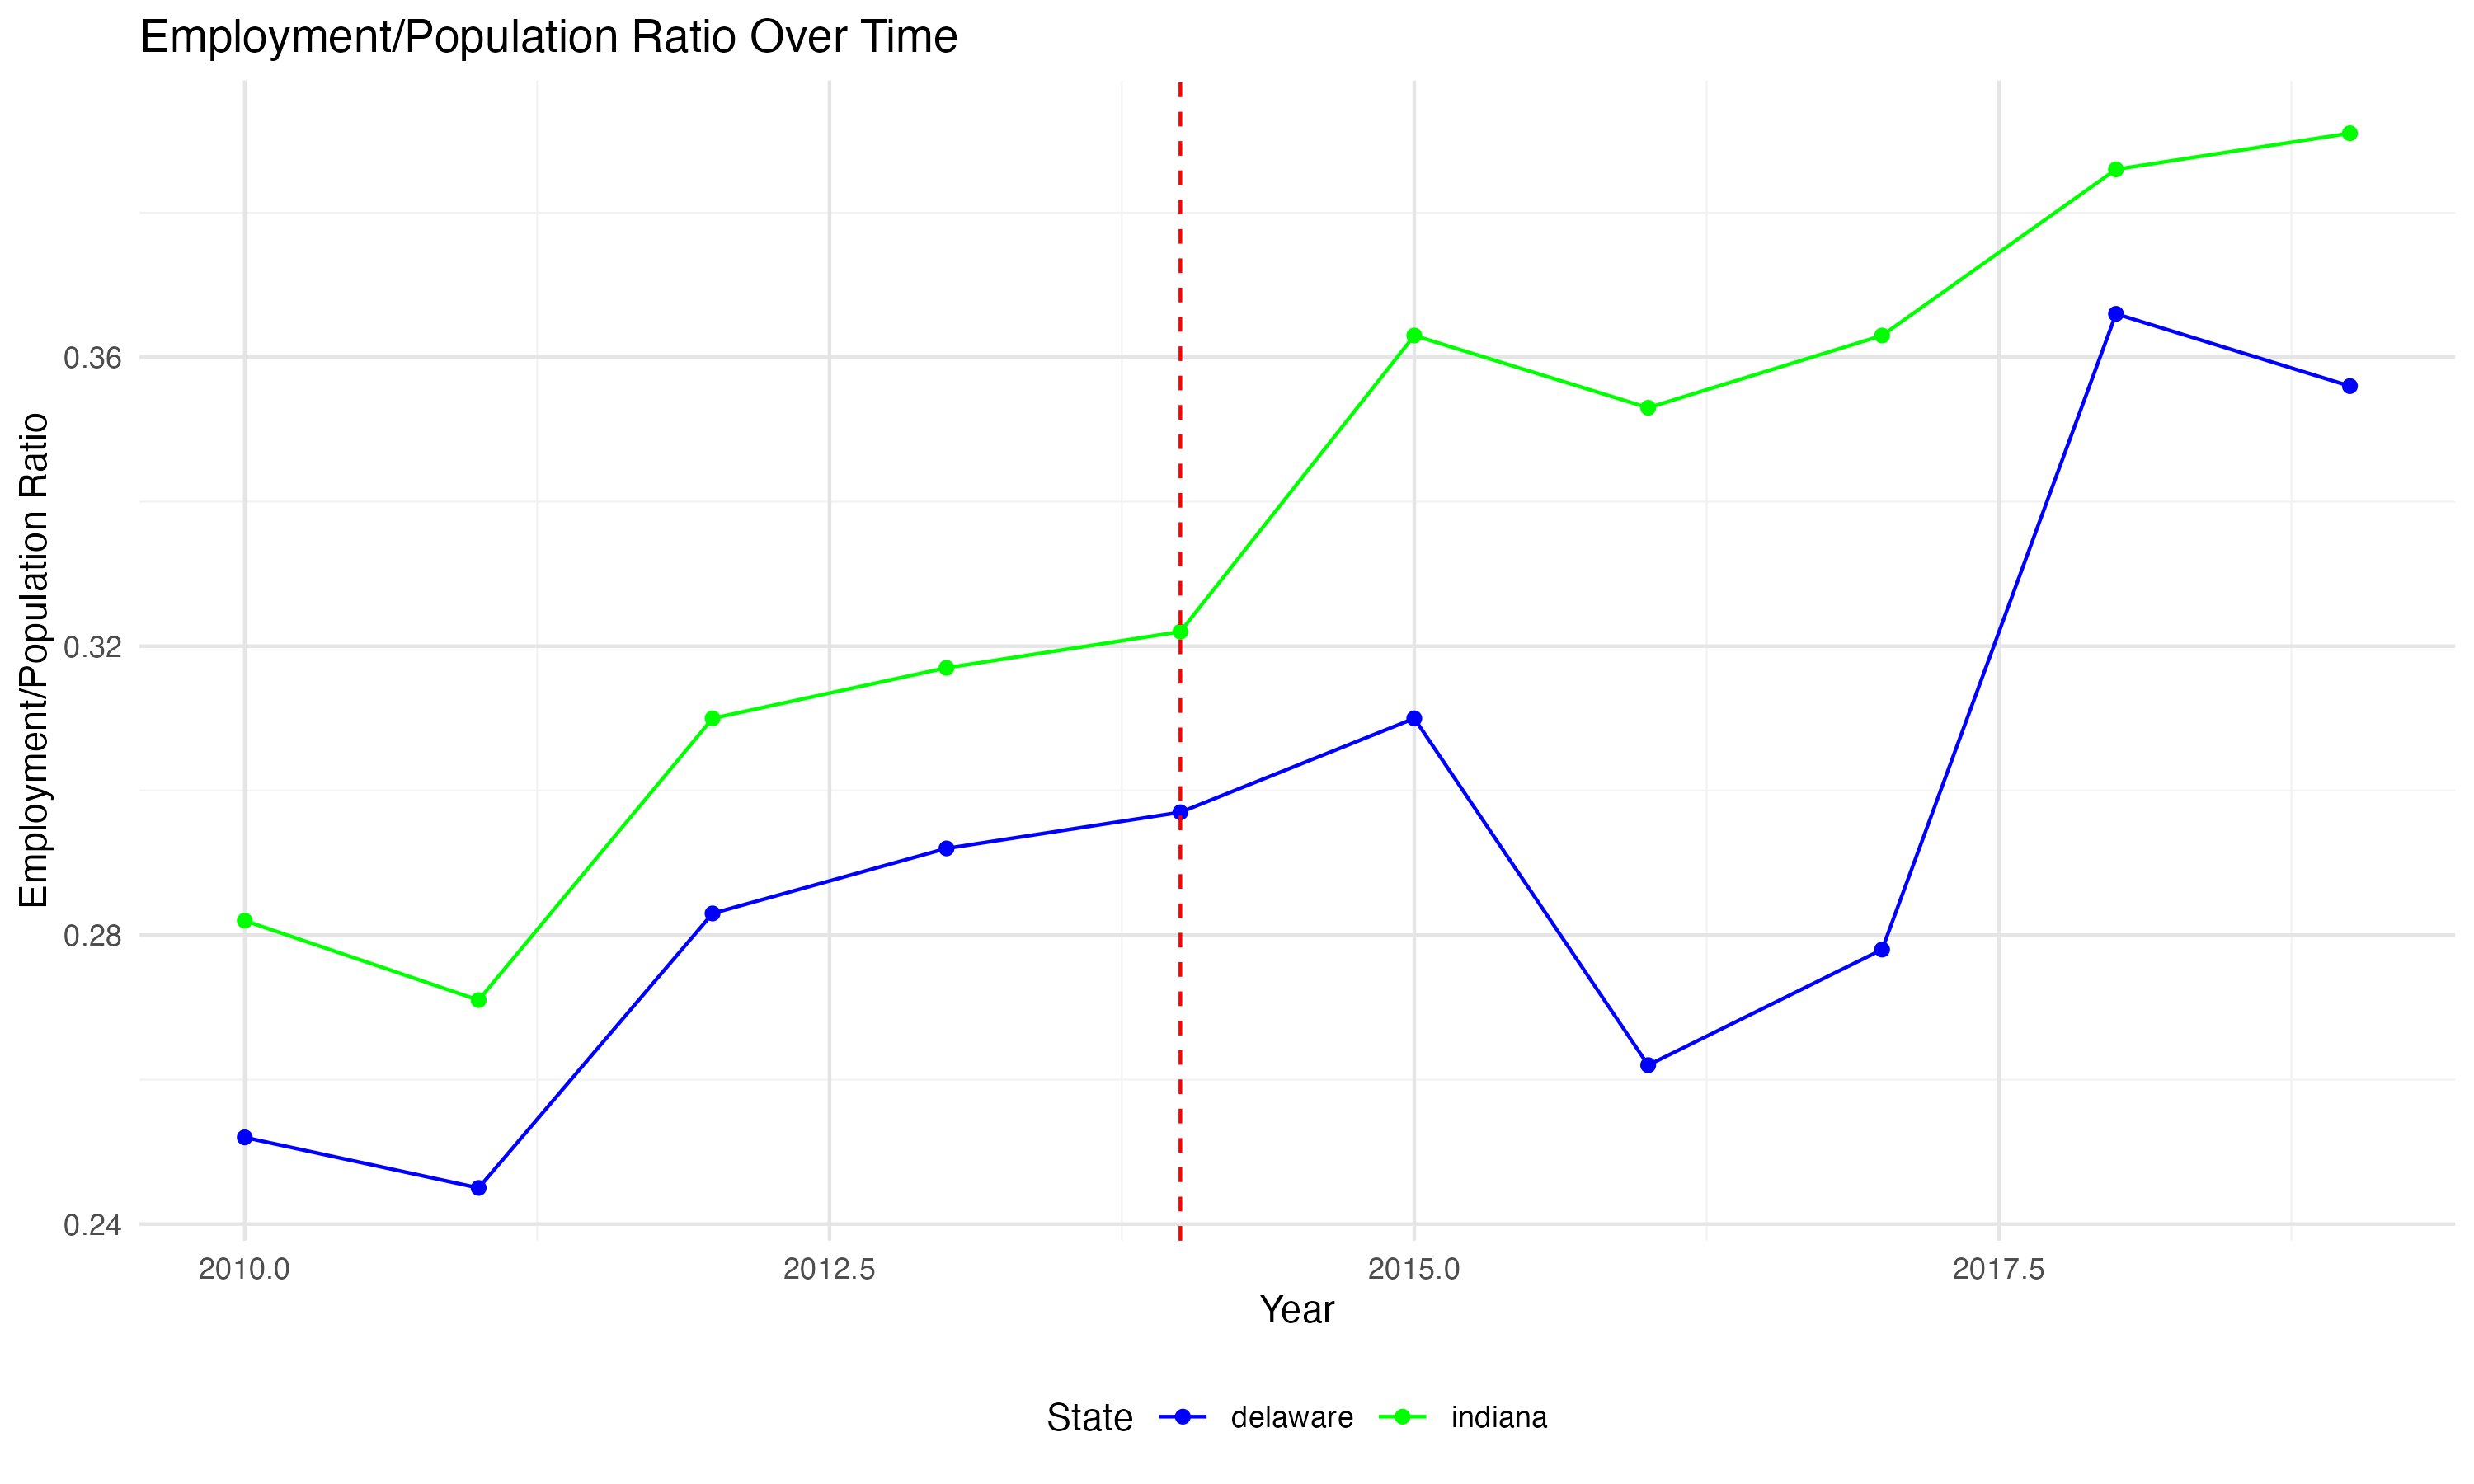 Employment/Population Ratio Over Time
Employment/Population Ratio
0.36
0.32
0.28
0.24
2010.0 2012.5 2015.0 2017.5
Year
State delaware indiana